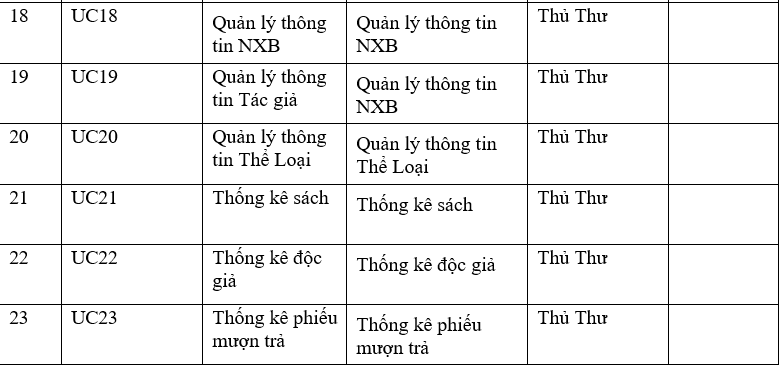 18 UC18 Quản lý thông Quản lý thông tin Thủ Thư
tin NXB NXB
19 UC19 Quản lý thông Quản lý thông tin Thủ Thư
tin Tác giả NXB
20 UC20 Quản lý thông Quản lý thông tin Thủ Thư
tin Thể Loại Thể Loại
21 UC21 Thống kê sách Thống kê sách Thủ Thư
22 UC22 Thống kê độc Thống kê độc giả Thủ Thư
giả
23 UC23 Thống kê phiếu Thống kê phiếu Thủ Thư
mượn trả mượn trả